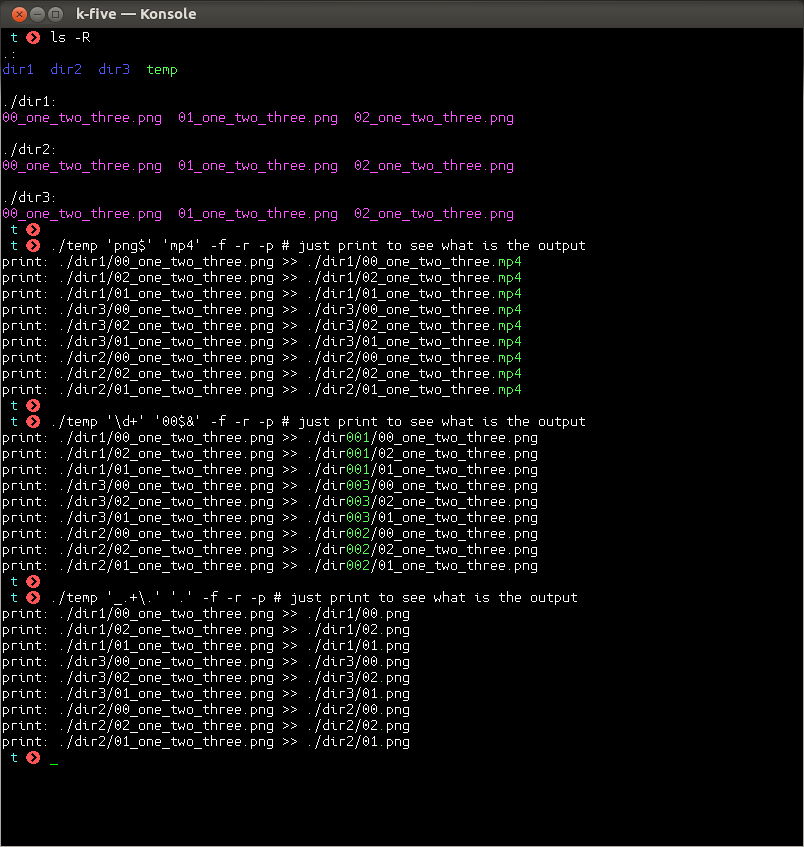 k-five — Konsole
t ls -R
.:
dir1  dir2  dir3  temp
./dir1:
00_one_two_three.png  01_one_two_three.png  02_one_two_three.png
./dir2:
00_one_two_three.png  01_one_two_three.png  02_one_two_three.png
./dir3:
00_one_two_three.png  01_one_two_three.png  02_one_two_three.png
t
t ./temp 'png$' 'mp4' -f -r -p # just print to see what is the output
print: ./dir1/00_one_two_three.png >> ./dir1/00_one_two_three.mp4
print: ./dir1/02_one_two_three.png >> ./dir1/02_one_two_three.mp4
print: ./dir1/01_one_two_three.png >> ./dir1/01_one_two_three.mp4
print: ./dir3/00_one_two_three.png >> ./dir3/00_one_two_three.mp4
print: ./dir3/02_one_two_three.png >> ./dir3/02_one_two_three.mp4
print: ./dir3/01_one_two_three.png >> ./dir3/01_one_two_three.mp4
print: ./dir2/00_one_two_three.png >> ./dir2/00_one_two_three.mp4
print: ./dir2/02_one_two_three.png >> ./dir2/02_one_two_three.mp4
print: ./dir2/01_one_two_three.png >> ./dir2/01_one_two_three.mp4
t
t ./temp '\d+' '00$&' -f -r -p # just print to see what is the output
print: ./dir1/00_one_two_three.png >> ./dir001/00_one_two_three.png
print: ./dir1/02_one_two_three.png >> ./dir001/02_one_two_three.png
print: ./dir1/01_one_two_three.png >> ./dir001/01_one_two_three.png
print: ./dir3/00_one_two_three.png >> ./dir003/00_one_two_three.png
print: ./dir3/02_one_two_three.png >> ./dir003/02_one_two_three.png
print: ./dir3/01_one_two_three.png >> ./dir003/01_one_two_three.png
print: ./dir2/00_one_two_three.png >> ./dir002/00_one_two_three.png
print: ./dir2/02_one_two_three.png >> ./dir002/02_one_two_three.png
print: ./dir2/01_one_two_three.png >> ./dir002/01_one_two_three.png
t
t ./temp '_.+\.' '.' -f -r -p # just print to see what is the output
print: ./dir1/00_one_two_three.png >> ./dir1/00.png
print: ./dir1/02_one_two_three.png >> ./dir1/02.png
print: ./dir1/01_one_two_three.png >> ./dir1/01.png
print: ./dir3/00_one_two_three.png >> ./dir3/00.png
print: ./dir3/02_one_two_three.png >> ./dir3/02.png
print: ./dir3/01_one_two_three.png >> ./dir3/01.png
print: ./dir2/00_one_two_three.png >> ./dir2/00.png
print: ./dir2/02_one_two_three.png >> ./dir2/02.png
print: ./dir2/01_one_two_three.png >> ./dir2/01.png
t _